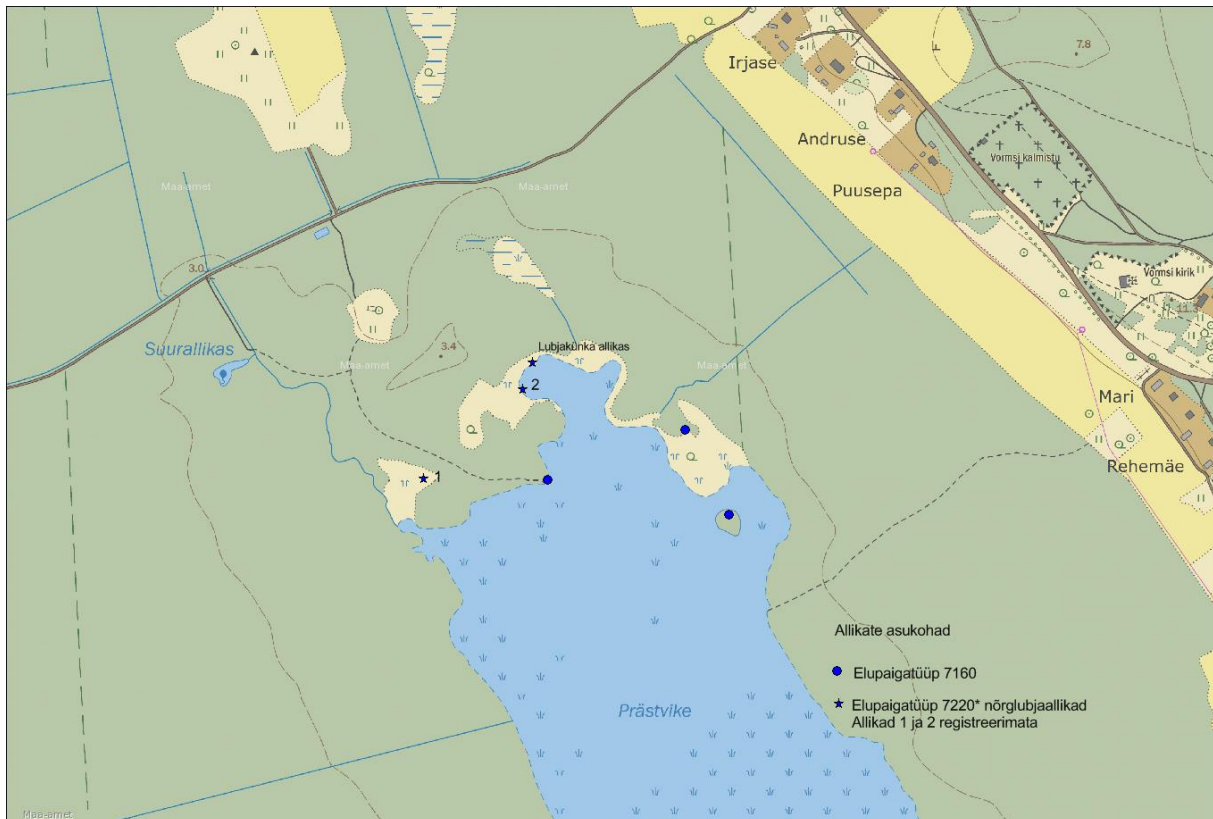 7.8
Irjase
Andruse
Vormsi kalmistu
Maa-amet
Maa-amet
Puusepa
3.0
Vormsi kirik
11.3
Suurallikas
3.4
Lubjakünka allikas
Maa-amet
Maa-amet
2
Mari
Rehemäe
1
Allikate asukohad
Elupaigatüüp 7160
Elupaigatüüp 7220* nõrglubjaallikad
Allikad 1 ja 2 registreerimata
Prästvike
Maa-amet